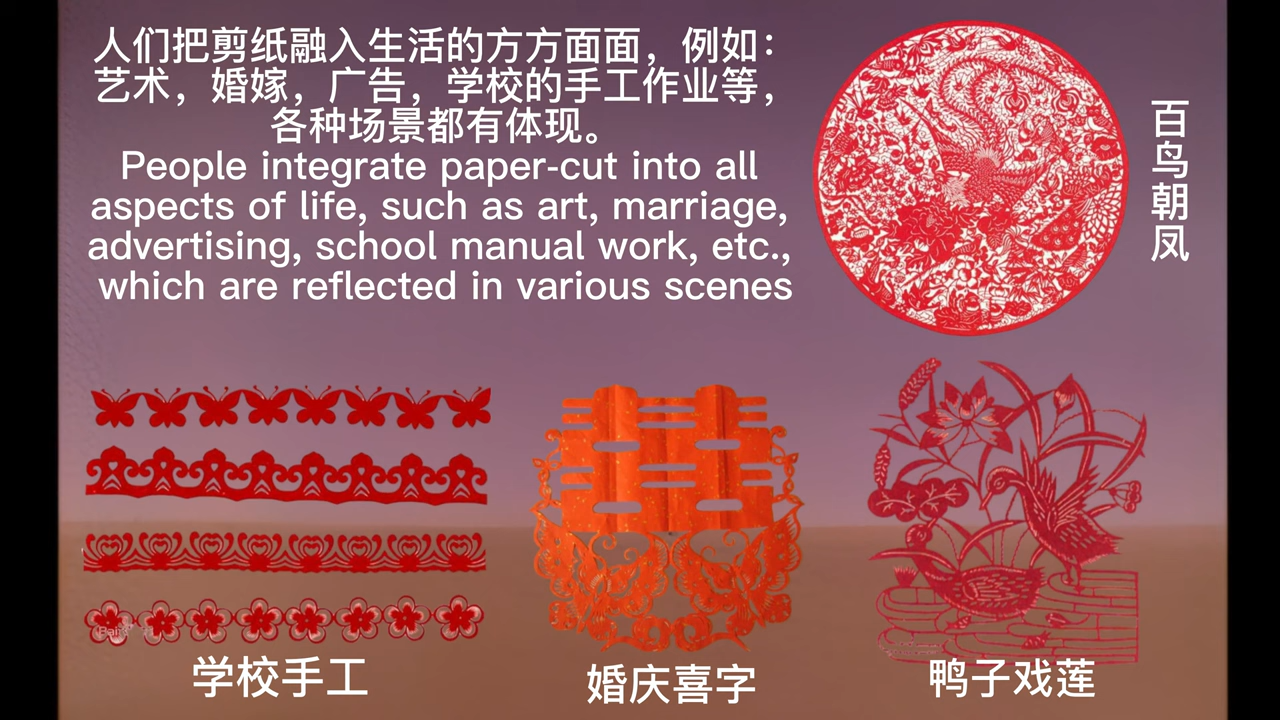 人们把剪纸融入生活的方方面面，例如：
艺术，婚嫁，广告，学校的手工作业等，
各种场景都有体现。
People integrate paper-cut into all
aspects of life, such as art, marriage,
advertising, school manual work, etc.,
which are reflected in various scenes
百鸟朝凤
学校手工
婚庆喜字
鸭子戏莲